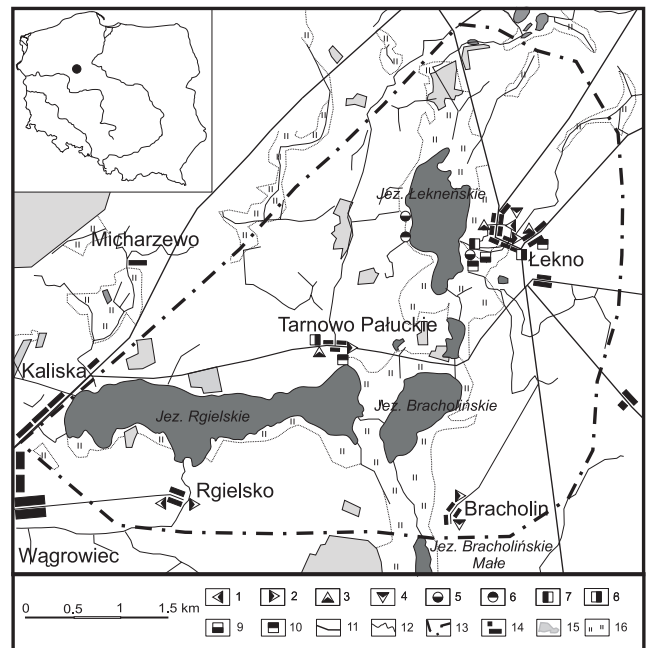 Jez. Łekneńskie
Micharzewo
Łekno
Tarnowo Pałuckie
Kaliska
Jez. Rgielskie
Jez. Bracholińskie
Rgielsko
Bracholin
Jez. Bracholińskie
Małe
Wągrowiec
0 0.5 1 1.5 km
1 2 3 4 5 6 7 8
9 10 11 12 13 14 15 16